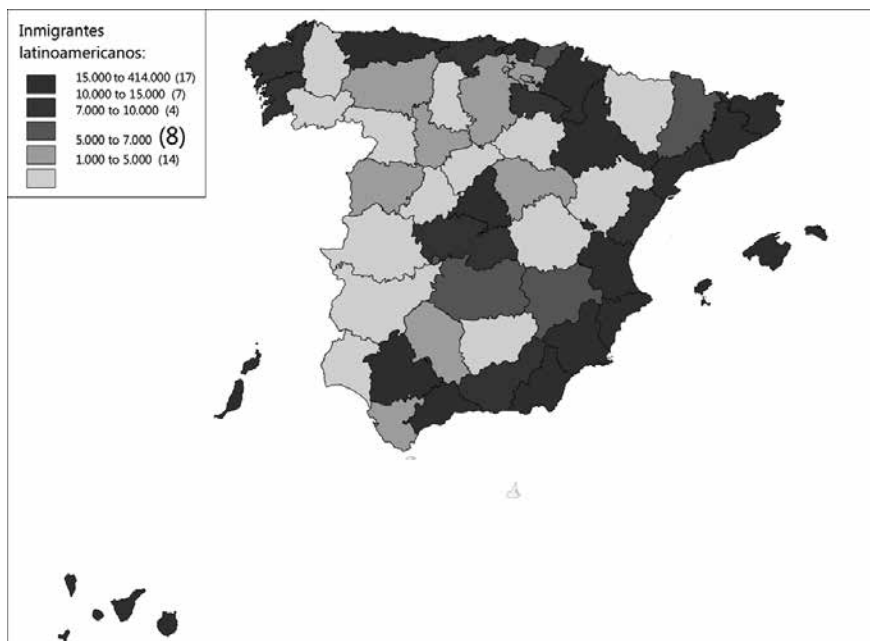 Inmigrantes
latinoamericanos:
15.000 to 414.000 (17)
10.000 to 15.000 (7)
7.000 to 10.000 (4)
5.000 to 7.000 (8)
1.000 to 5.000 (14)